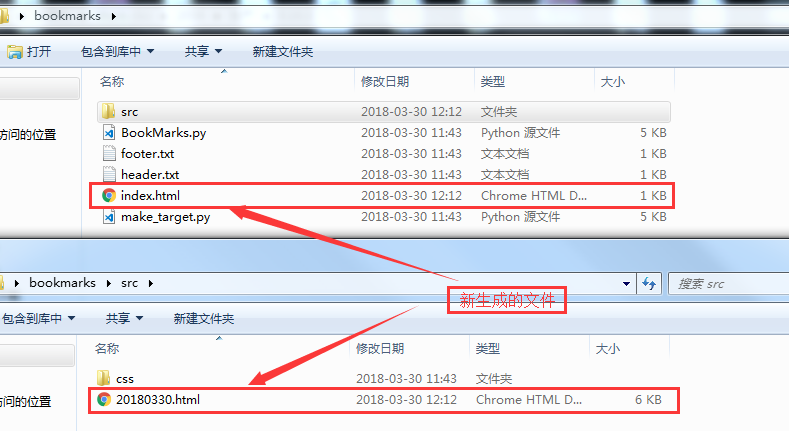 bookmarks
打开 包含到库中 共享 新建文件夹
名称 修改日期 类型 大小
src 2018-03-30 12:12 文件夹
访问的位置 BookMarks.py 2018-03-30 11:43 Python 源文件 5 KB
footer.txt 2018-03-30 11:43 文本文档 1 KB
header.txt 2018-03-30 11:43 文本文档 1 KB
index.html 2018-03-30 12:12 Chrome HTML D... 1 KB
make_target.py 2018-03-30 11:43 Python 源文件 5 KB
bookmarks src 搜索 src
新生成的文件
包含到库中 共享 新建文件夹
名称 修改日期 类型 大小
css 2018-03-30 11:43 文件夹
访问的位置 20180330.html 2018-03-30 12:12 Chrome HTML D... 6 KB